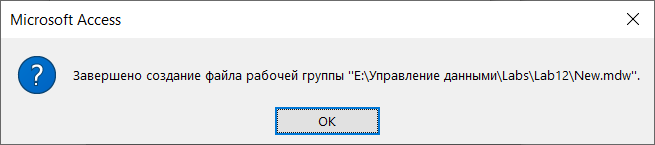 Microsoft Access
Завершено создание файла рабочей группы "E:\Управление данными\Labs\Lab12\New.mdw".
OK